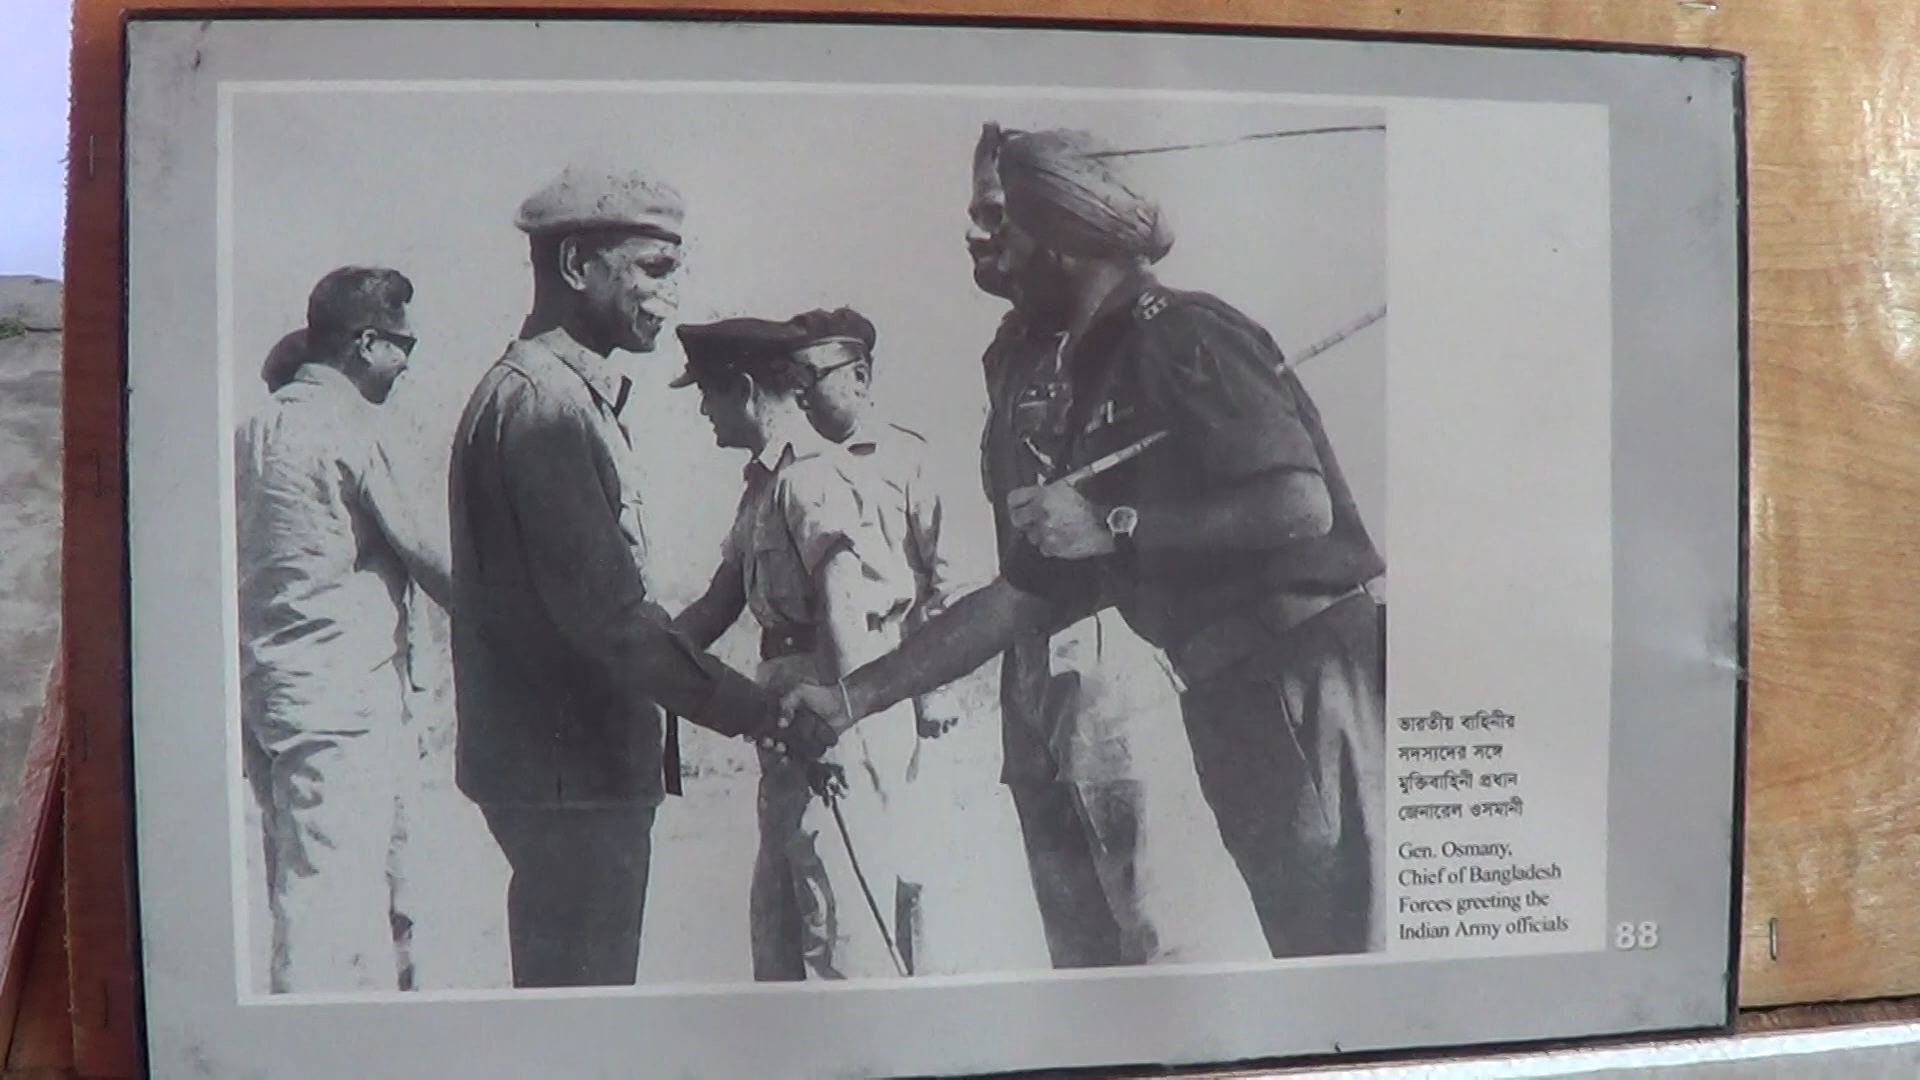 ভারতীয় বাহিনীর
সদস্যদের সঙ্গে
মুক্তিবাহিনী প্রধান
জেনারেল ওসমানী
Gen. Osmany,
Chief of Bangladesh
Forces greeting the
Indian Army officials
88